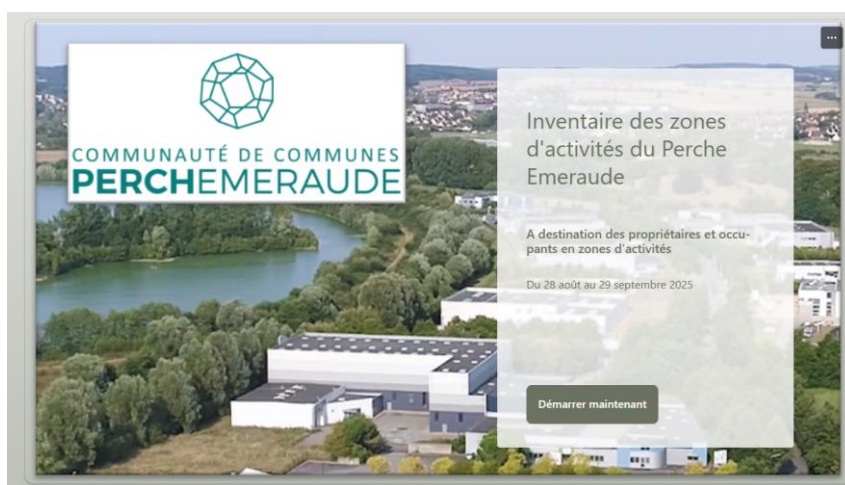 COMMUNAUTÉ DE COMMUNES
PERCHEMERAUDE
Inventaire des zones
d'activités du Perche
Emeraude
A destination des propriétaires et occu-
pants en zones d'activités
Du 28 août au 29 septembre 2025
Démarrer maintenant